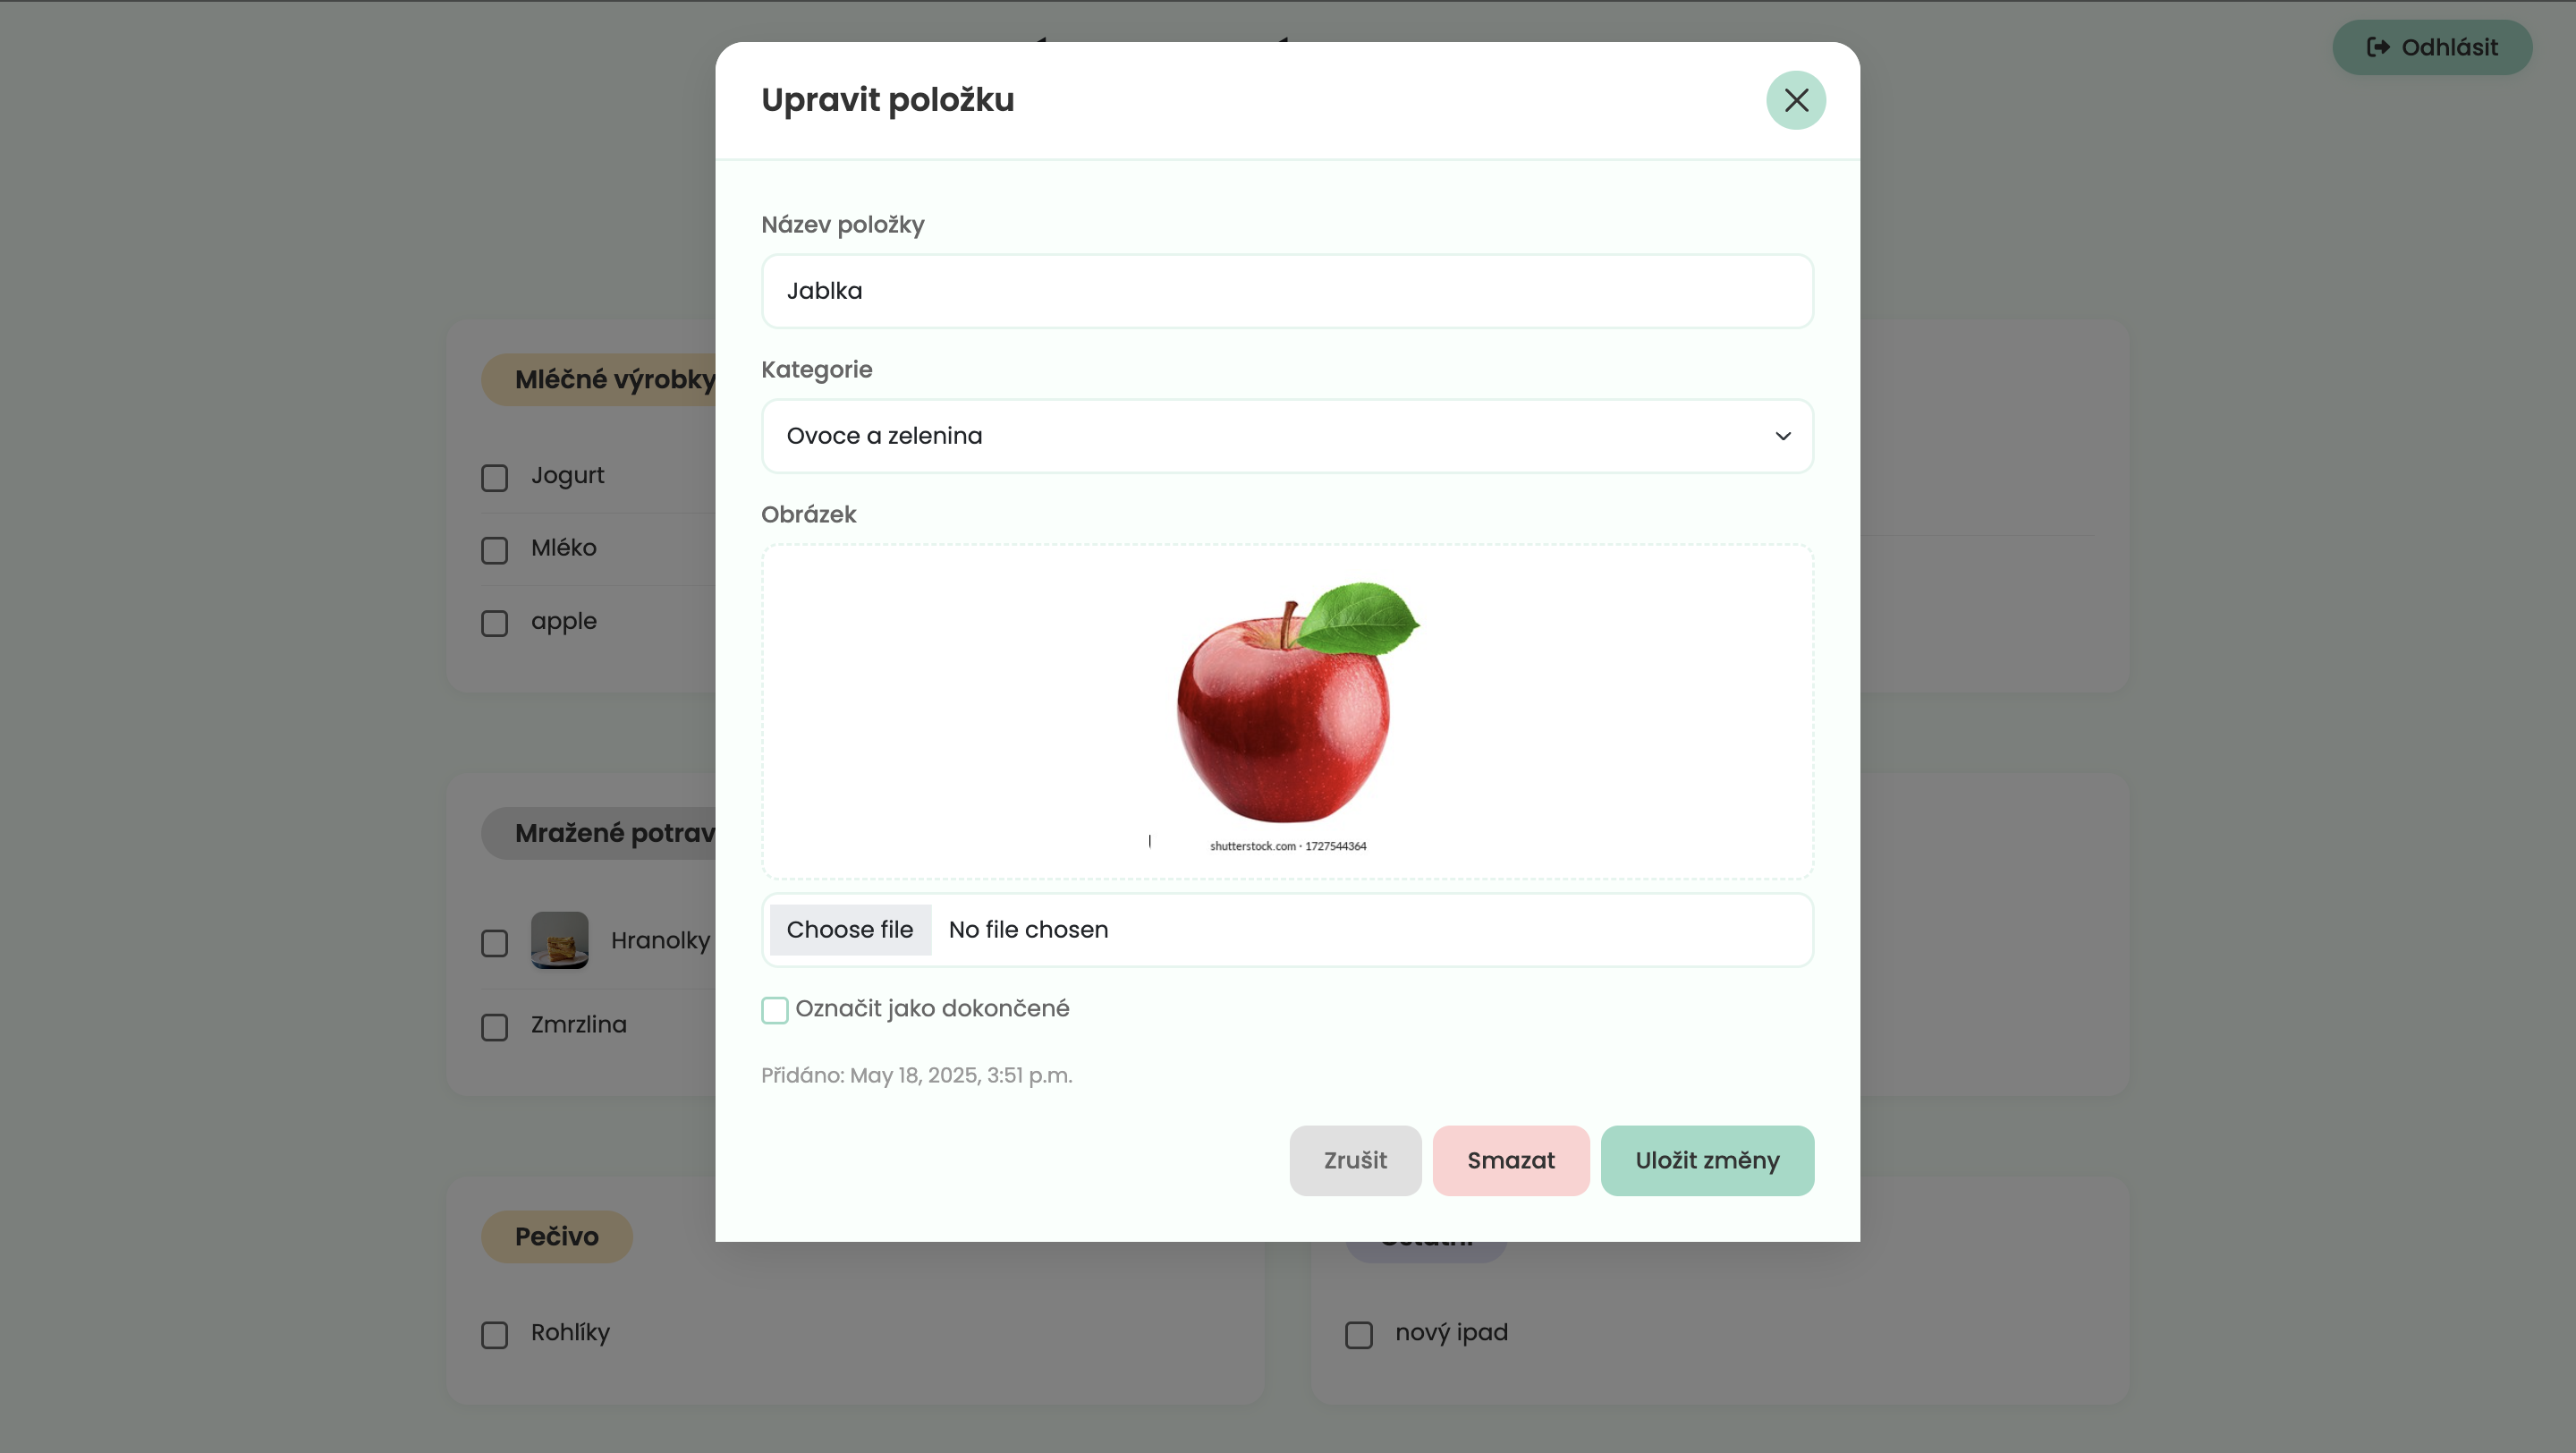 Odhlásit
Upravit položku
Název položky
Jablka
Kategorie
Ovoce a zelenina
Obrázek
shutterstock.com · 1727544364
Choose file No file chosen
Označit jako dokončené
Přidáno: May 18, 2025, 3:51 p.m.
Zrušit Smazat Uložit změny
Mléčné výrobky
Jogurt
Mléko
apple
Mražené potrav
Hranolky
Zmrzlina
Pečivo
Rohlíky
nový ipad